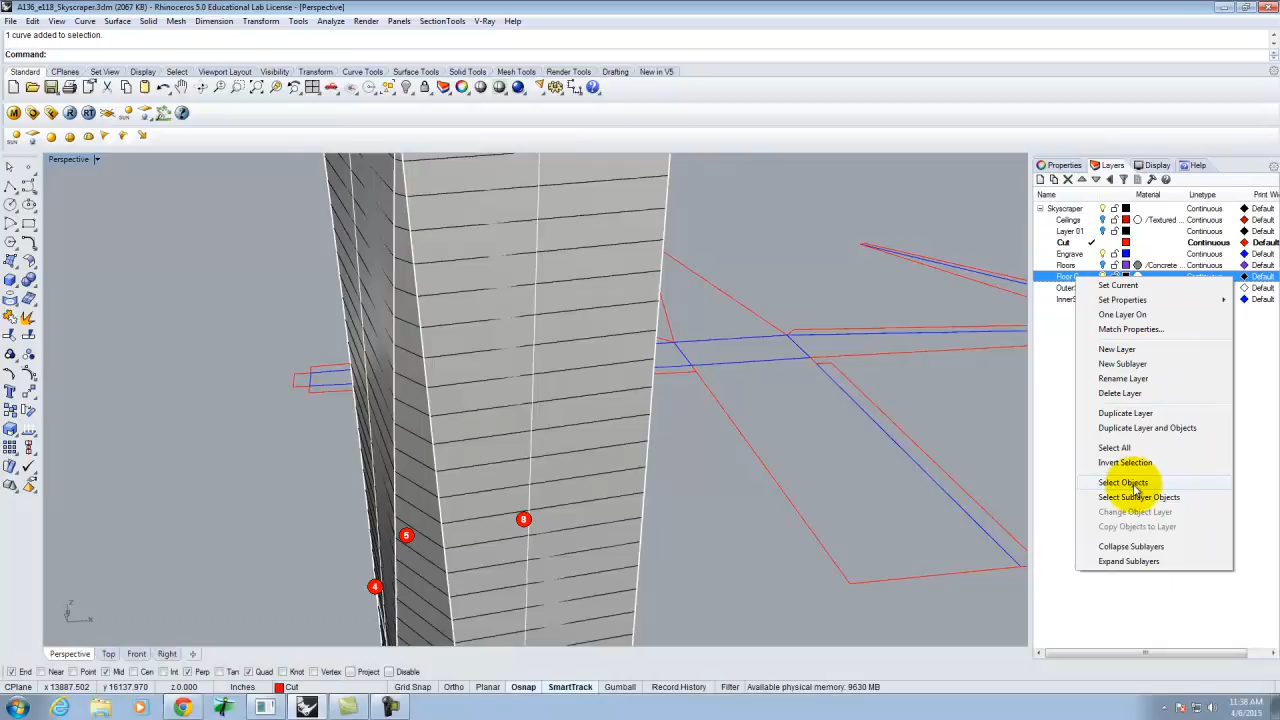 A136_e118_Skyscraper.3dm (2067 KB) - Rhinoceros 5.0 Educational Lab License - [Perspective]
File Edit View Curve Surface Solid Mesh Dimension Transform Tools Analyze Render Panels SectionTools V-Ray Help
1 curve added to selection.
Command:
Standard CPlanes Set View Display Select Viewport Layout Visibility Transform Curve Tools Surface Tools Solid Tools Mesh Tools Render Tools Drafting New in V5
Perspective
Properties Layers Display Help
Name Material Linetype Print Wi
Skyscraper Continuous Default
Ceilings /Textured ... Continuous Default
Layer 01 Continuous Default
Cut Continuous Default
Engrave Continuous Default
Floors /Concrete ... Continuous Default
Default
Default
Default
Set Current
Set Properties
One Layer On
Match Properties...
New Layer
New Sublayer
Rename Layer
Delete Layer
Duplicate Layer
Duplicate Layer and Objects
Select All
Invert Selection
Select Objects
Select Sublayer Objects
Change Object Layer
Copy Objects to Layer
Collapse Sublayers
Expand Sublayers
8
5
4
z
x
Perspective Top Front Right
End Near Point Mid Cen Int Perp Tan Quad Knot Vertex Project Disable
CPlane x 13887.502 y 16137.970 z 0.000 Inches Cut Grid Snap Ortho Planar Osnap SmartTrack Gumball Record History Filter Available physical memory: 9630 MB
11:38 AM
4/6/2015